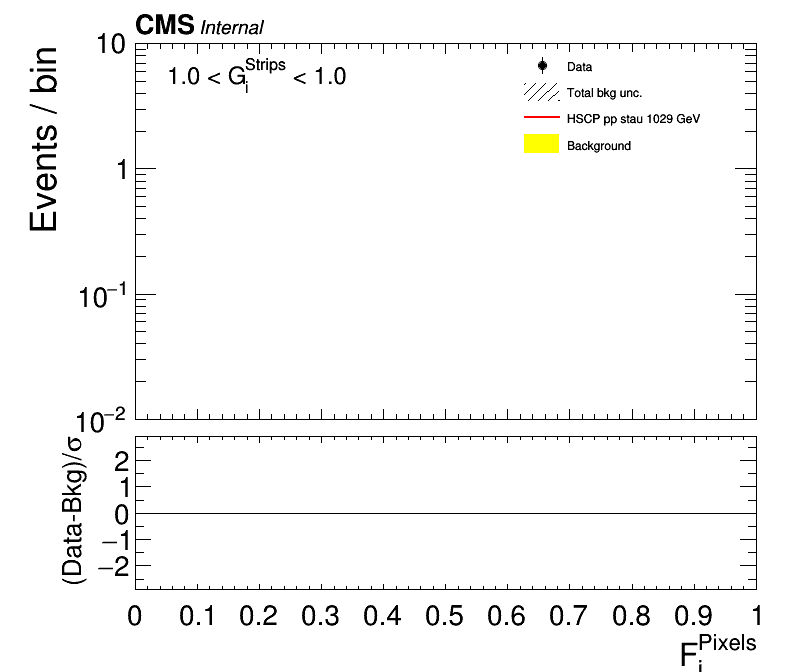 CMS Internal
1.0 < G_i^Strips < 1.0
Data
Total bkg unc.
HSCP pp stau 1029 GeV
Background
Events / bin
10
1
10^−1
10^−2
(Data-Bkg)/σ
2
1
0
−1
−2
0 0.1 0.2 0.3 0.4 0.5 0.6 0.7 0.8 0.9 1
F_i^Pixels